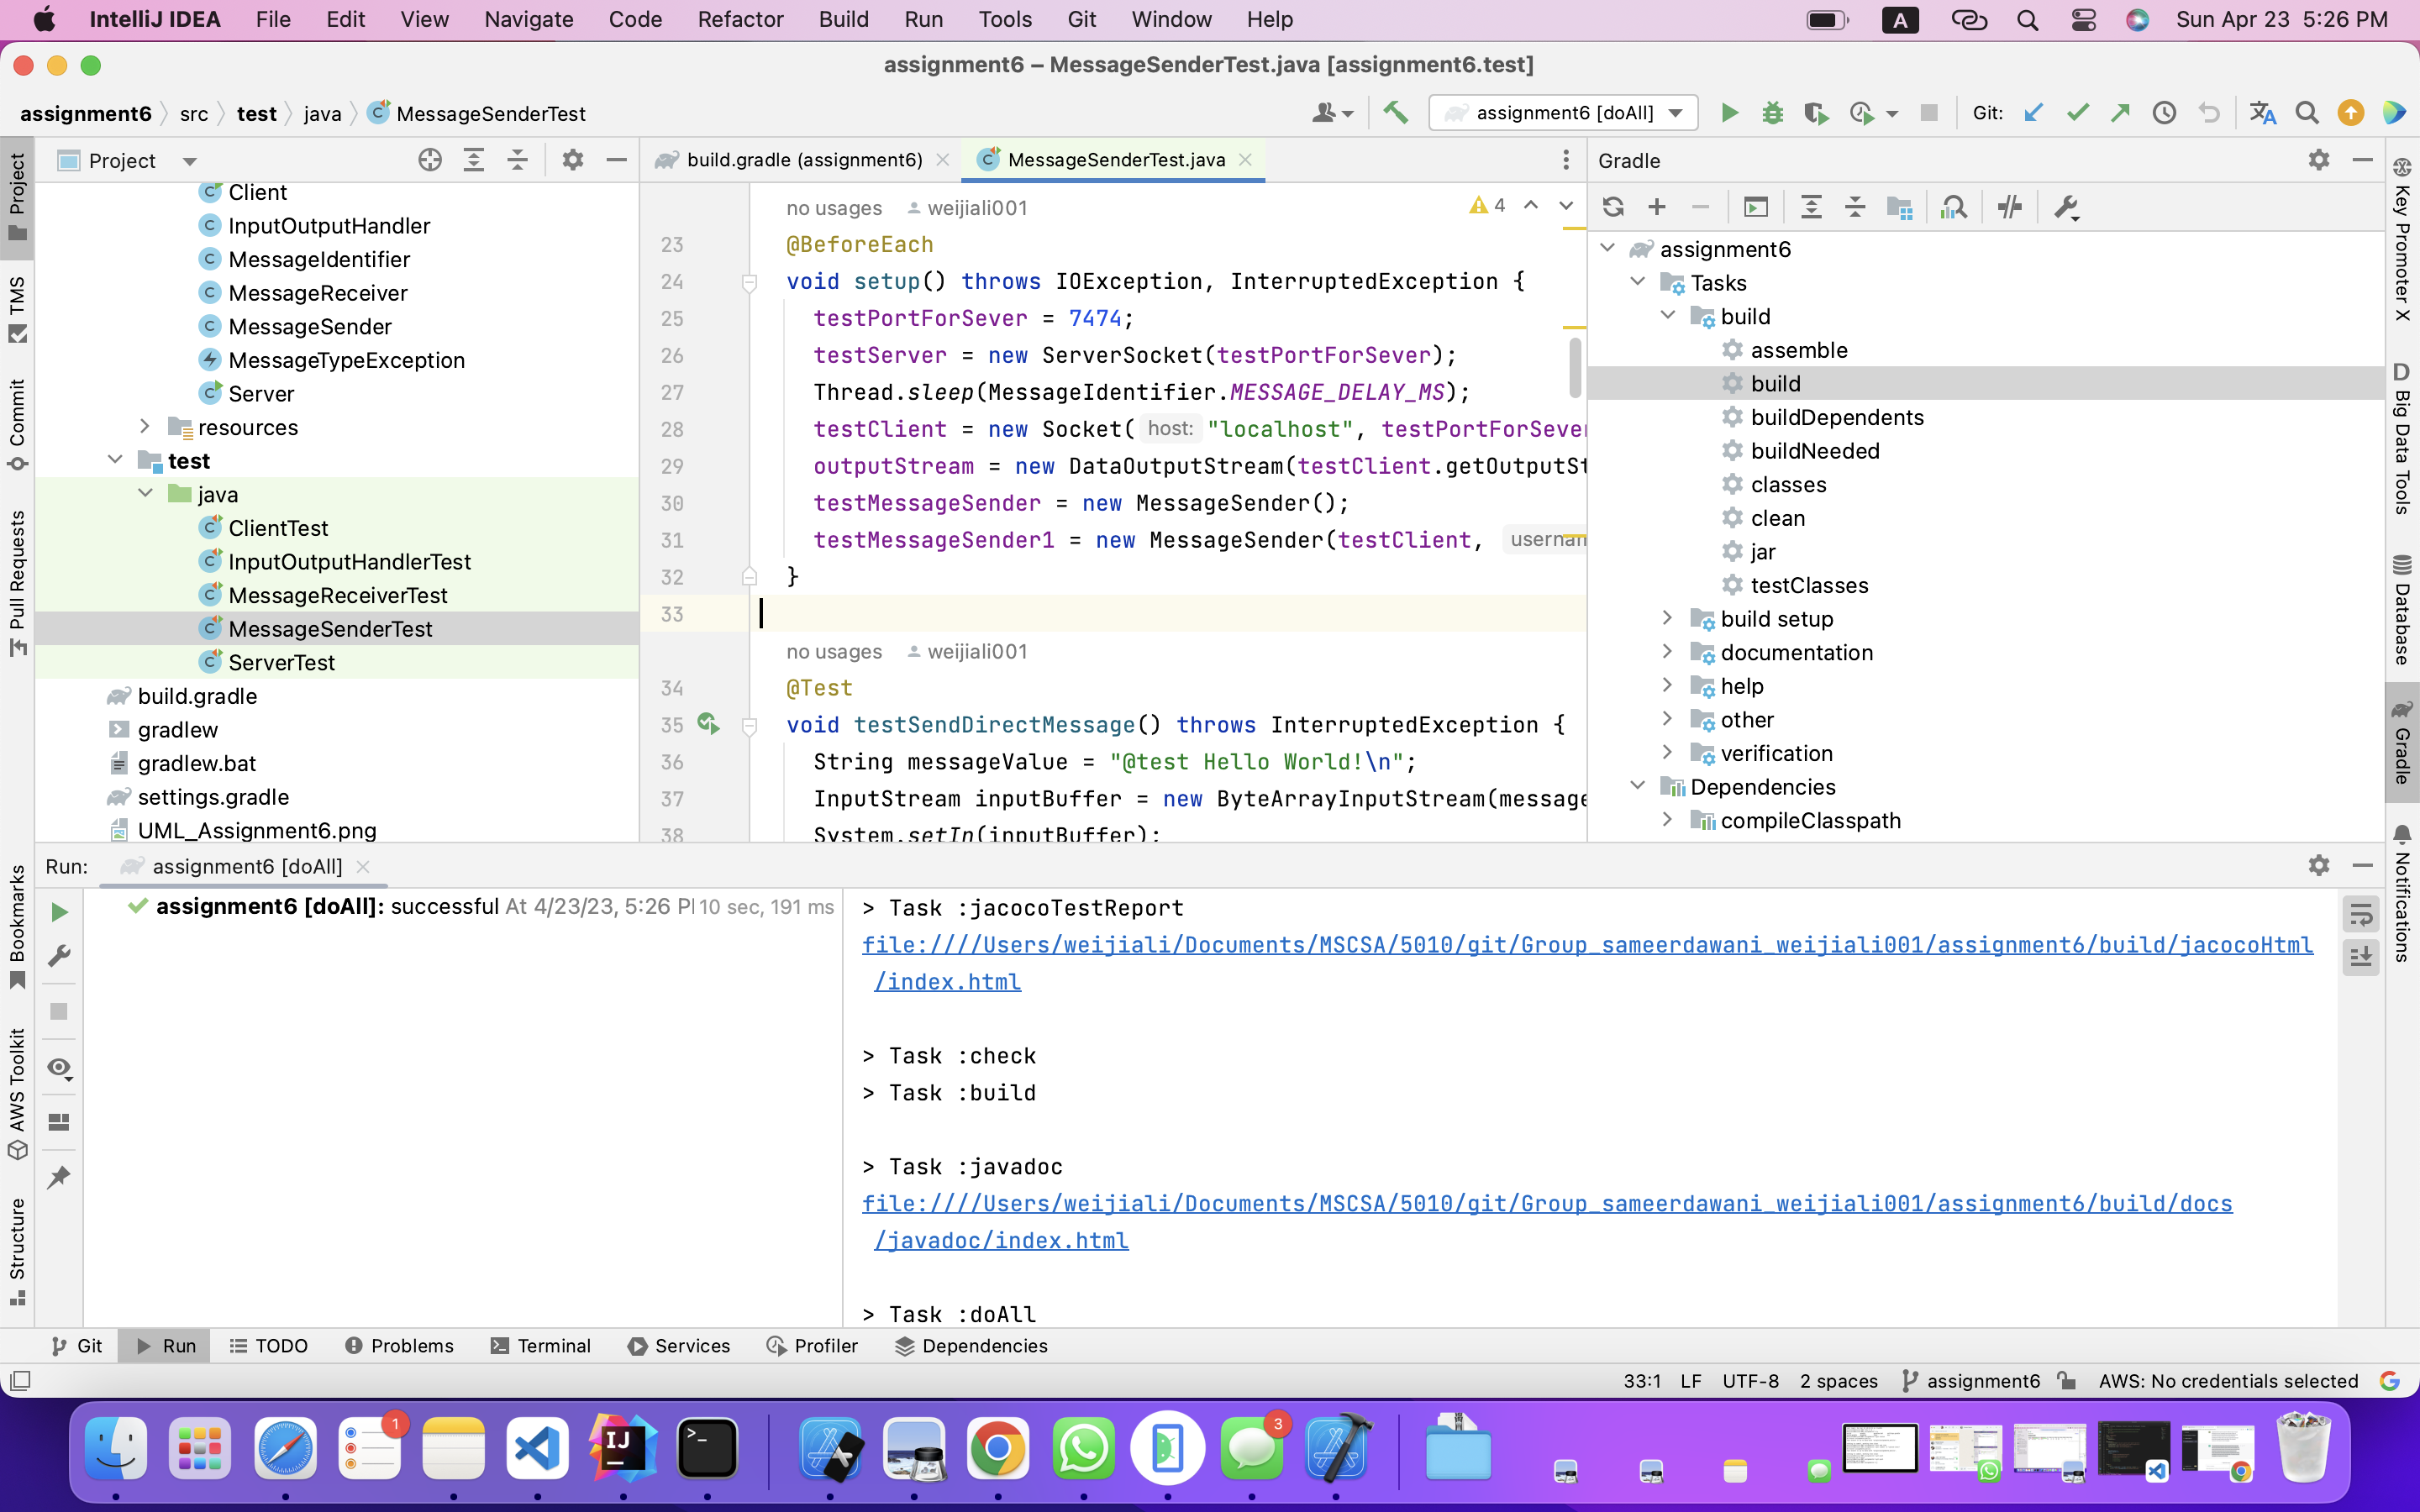 IntelliJ IDEA File Edit View Navigate Code Refactor Build Run Tools Git Window Help A Sun Apr 23 5:26 PM
assignment6 – MessageSenderTest.java [assignment6.test]
assignment6 src test java MessageSenderTest assignment6 [doAll] Git:
Project
build.gradle (assignment6) MessageSenderTest.java
Gradle
Project
TMS
Commit
Pull Requests
Bookmarks
AWS Toolkit
Structure
Client
InputOutputHandler
MessageIdentifier
MessageReceiver
MessageSender
MessageTypeException
Server
resources
test
java
ClientTest
InputOutputHandlerTest
MessageReceiverTest
MessageSenderTest
ServerTest
build.gradle
gradlew
gradlew.bat
settings.gradle
UML_Assignment6.png
no usages weijiali001 4
23 @BeforeEach
24 void setup() throws IOException, InterruptedException {
25 testPortForSever = 7474;
26 testServer = new ServerSocket(testPortForSever);
27 Thread.sleep(MessageIdentifier.MESSAGE_DELAY_MS);
28 testClient = new Socket( host: "localhost", testPortForSever
29 outputStream = new DataOutputStream(testClient.getOutputSt
30 testMessageSender = new MessageSender();
31 testMessageSender1 = new MessageSender(testClient, usernam
32 }
33
no usages weijiali001
34 @Test
35 void testSendDirectMessage() throws InterruptedException {
36 String messageValue = "@test Hello World!\n";
37 InputStream inputBuffer = new ByteArrayInputStream(message
38 System.setIn(inputBuffer);
assignment6
Tasks
build
assemble
build
buildDependents
buildNeeded
classes
clean
jar
testClasses
build setup
documentation
help
other
verification
Dependencies
compileClasspath
Key Promoter X
D Big Data Tools
Database
Gradle
Notifications
Run: assignment6 [doAll]
assignment6 [doAll]: successful At 4/23/23, 5:26 P 10 sec, 191 ms
> Task :jacocoTestReport
file:////Users/weijiali/Documents/MSCSA/5010/git/Group_sameerdawani_weijiali001/assignment6/build/jacocoHtml
/index.html
> Task :check
> Task :build
> Task :javadoc
file:////Users/weijiali/Documents/MSCSA/5010/git/Group_sameerdawani_weijiali001/assignment6/build/docs
/javadoc/index.html
> Task :doAll
Git Run TODO Problems Terminal Services Profiler Dependencies
33:1 LF UTF-8 2 spaces assignment6 AWS: No credentials selected
1
IJ
>_
3